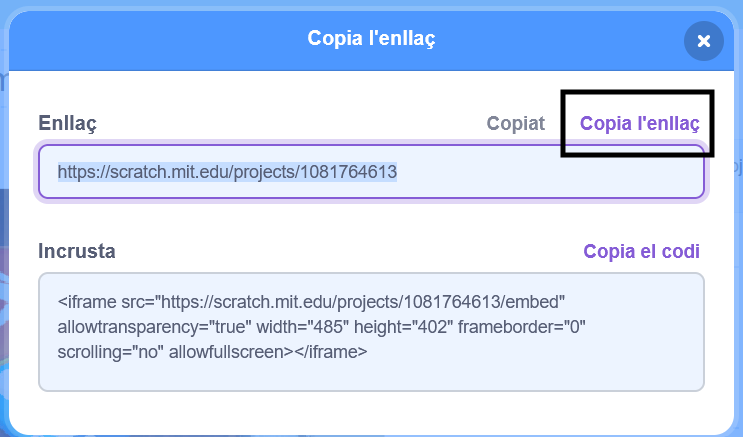 Copia l'enllaç
Enllaç Copiat Copia l'enllaç
https://scratch.mit.edu/projects/1081764613
Incrusta Copia el codi
<iframe src="https://scratch.mit.edu/projects/1081764613/embed"
allowtransparency="true" width="485" height="402" frameborder="0"
scrolling="no" allowfullscreen></iframe>